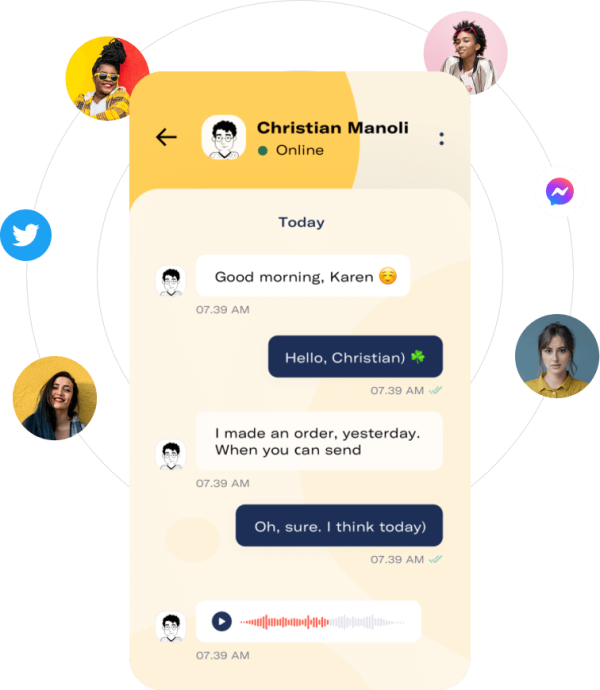 Christian Manoli
Online
Today
Good morning, Karen ☺️
07.39 AM
Hello, Christian) ☘️
07.39 AM
I made an order, yesterday.
When you can send
07.39 AM
Oh, sure. I think today)
07.39 AM
07.39 AM